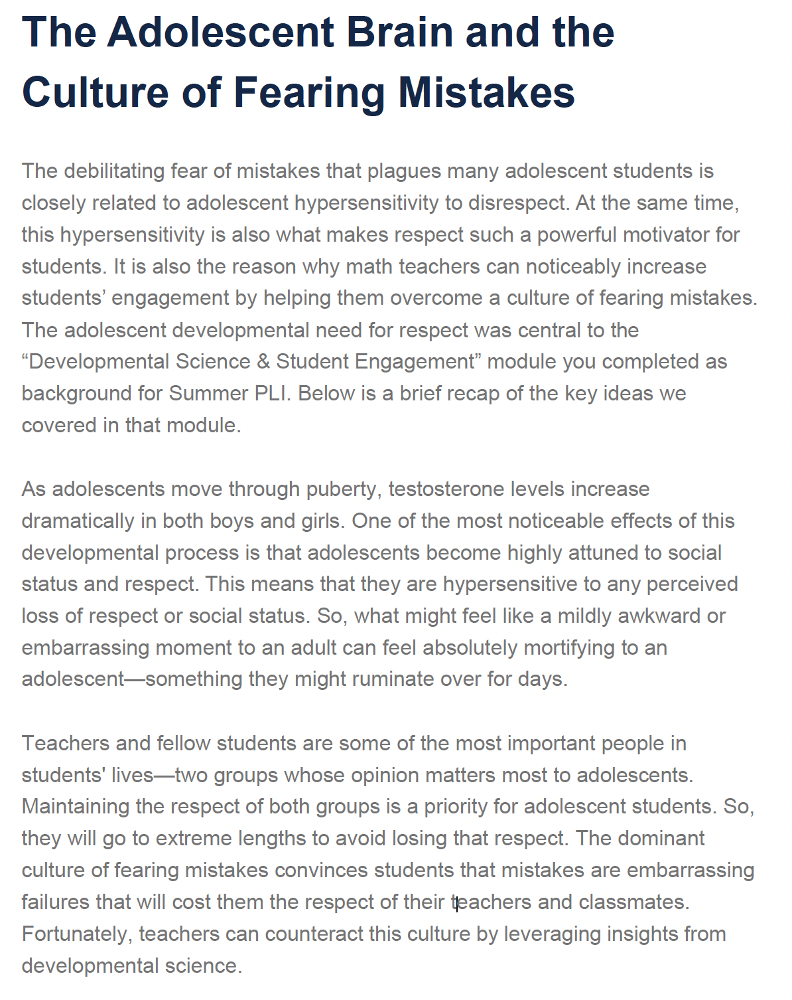 The Adolescent Brain and the
Culture of Fearing Mistakes
The debilitating fear of mistakes that plagues many adolescent students is
closely related to adolescent hypersensitivity to disrespect. At the same time,
this hypersensitivity is also what makes respect such a powerful motivator for
students. It is also the reason why math teachers can noticeably increase
students’ engagement by helping them overcome a culture of fearing mistakes.
The adolescent developmental need for respect was central to the
“Developmental Science & Student Engagement” module you completed as
background for Summer PLI. Below is a brief recap of the key ideas we
covered in that module.
As adolescents move through puberty, testosterone levels increase
dramatically in both boys and girls. One of the most noticeable effects of this
developmental process is that adolescents become highly attuned to social
status and respect. This means that they are hypersensitive to any perceived
loss of respect or social status. So, what might feel like a mildly awkward or
embarrassing moment to an adult can feel absolutely mortifying to an
adolescent—something they might ruminate over for days.
Teachers and fellow students are some of the most important people in
students' lives—two groups whose opinion matters most to adolescents.
Maintaining the respect of both groups is a priority for adolescent students. So,
they will go to extreme lengths to avoid losing that respect. The dominant
culture of fearing mistakes convinces students that mistakes are embarrassing
failures that will cost them the respect of their teachers and classmates.
Fortunately, teachers can counteract this culture by leveraging insights from
developmental science.